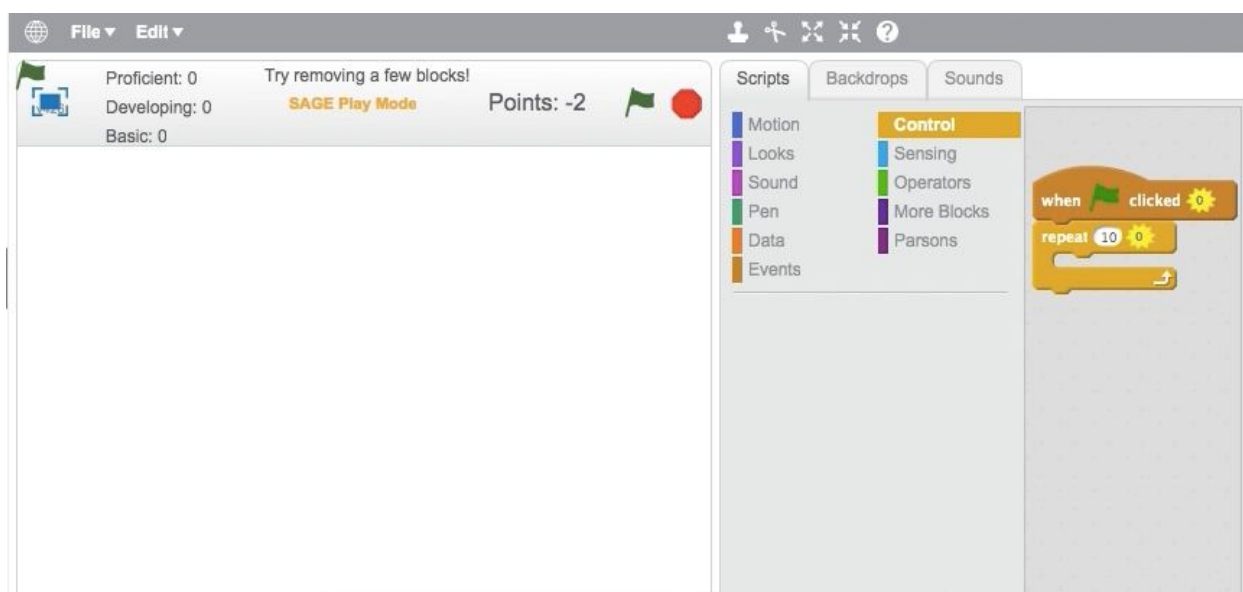 File ▾ Edit ▾
Proficient: 0
Developing: 0
Basic: 0
Try removing a few blocks!
SAGE Play Mode
Points: -2
Scripts Backdrops Sounds
Motion
Looks
Sound
Pen
Data
Events
Control
Sensing
Operators
More Blocks
Parsons
when clicked 0
repeat 10 0